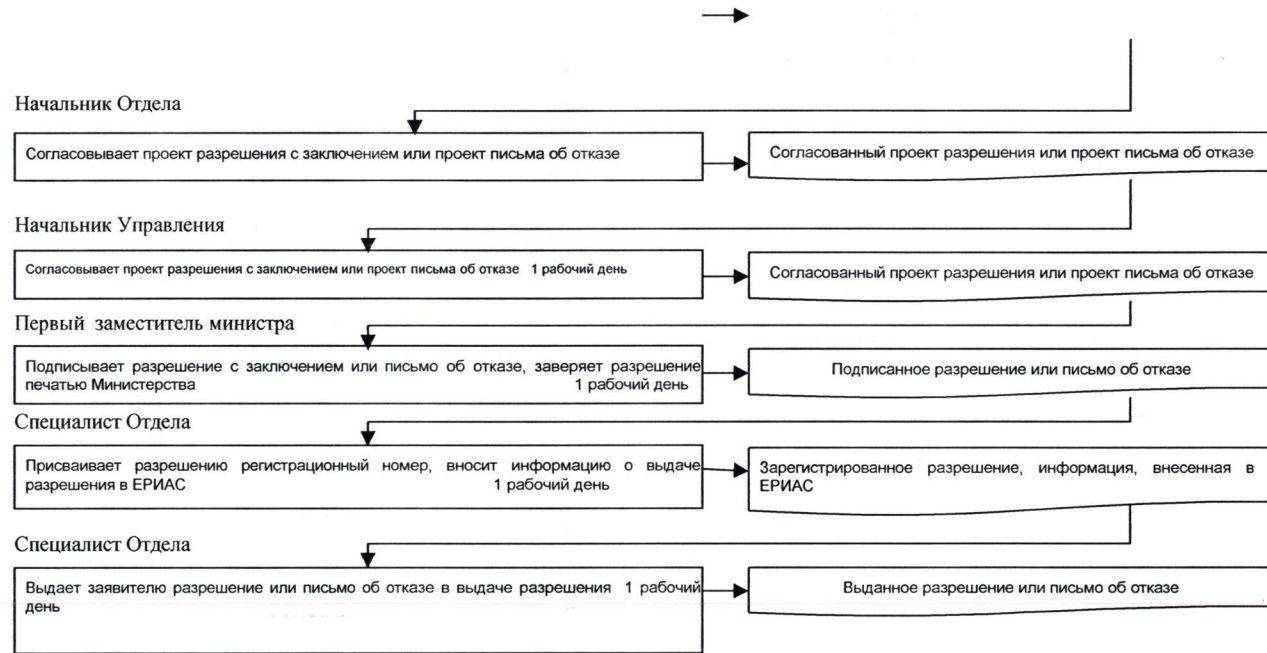 Начальник Отдела
Согласовывает проект разрешения с заключением или проект письма об отказе
Согласованный проект разрешения или проект письма об отказе
Начальник Управления
Согласовывает проект разрешения с заключением или проект письма об отказе 1 рабочий день
Согласованный проект разрешения или проект письма об отказе
Первый заместитель министра
Подписывает разрешение с заключением или письмо об отказе, заверяет разрешение
печатью Министерства 1 рабочий день
Подписанное разрешение или письмо об отказе
Специалист Отдела
Присваивает разрешению регистрационный номер, вносит информацию о выдаче
разрешения в ЕРИАС 1 рабочий день
Зарегистрированное разрешение, информация, внесенная в
ЕРИАС
Специалист Отдела
Выдает заявителю разрешение или письмо об отказе в выдаче разрешения 1 рабочий
день
Выданное разрешение или письмо об отказе